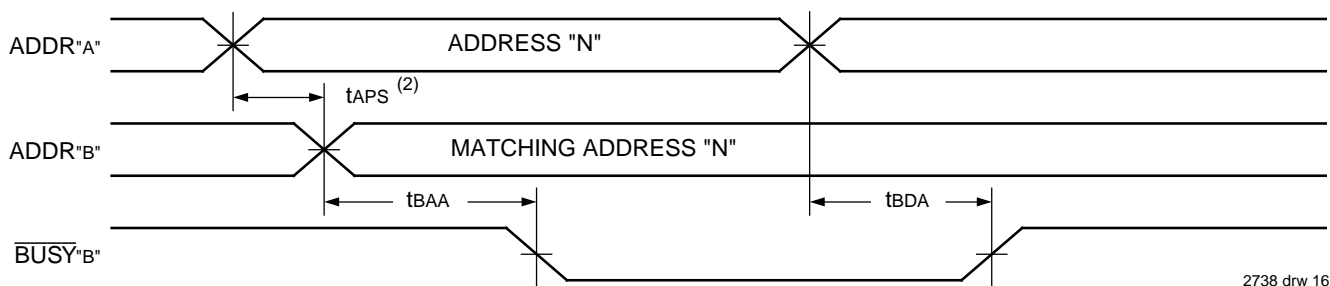 ADDR"A" ADDRESS "N"
tAPS (2)
ADDR"B" MATCHING ADDRESS "N"
tBAA tBDA
BUSY"B"
2738 drw 16